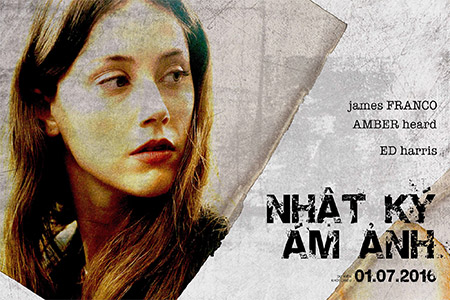 james FRANCO
AMBER heard
ED harris
NHẬT KÝ
ÁM ẢNH
01.07.2016